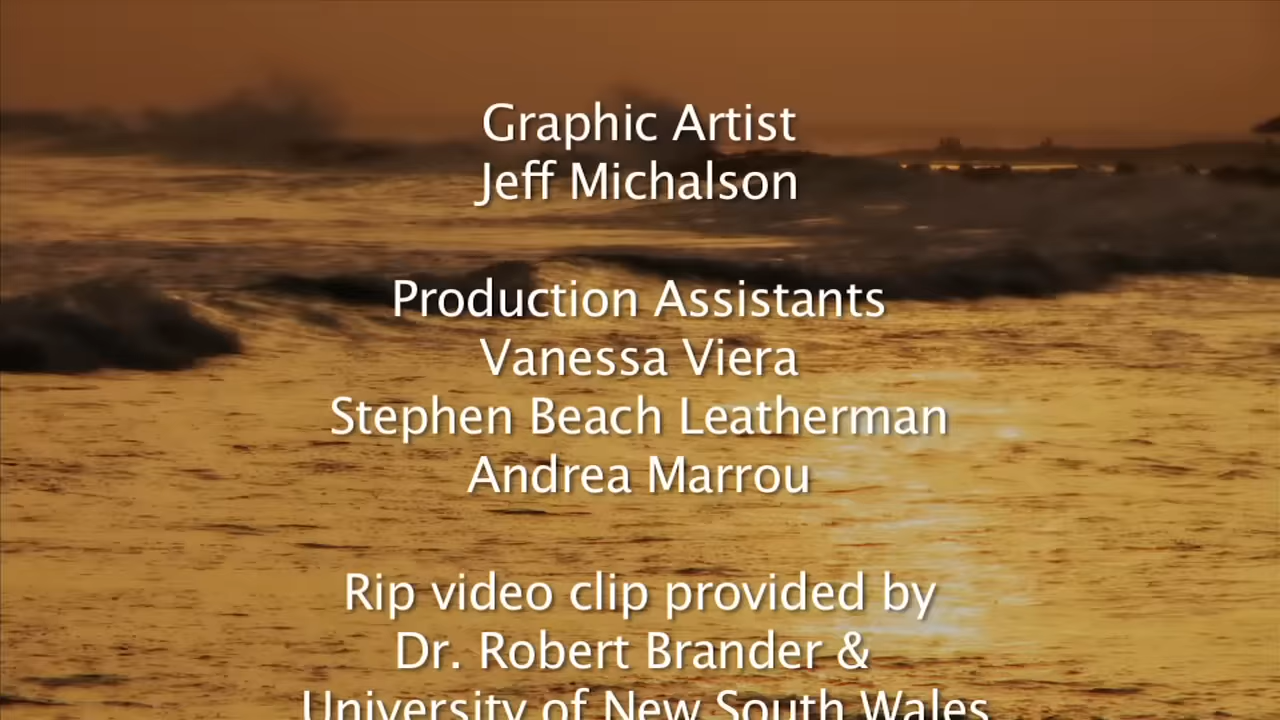 Graphic Artist
Jeff Michalson
Production Assistants
Vanessa Viera
Stephen Beach Leatherman
Andrea Marrou
Rip video clip provided by
Dr. Robert Brander &
University of New South Wales